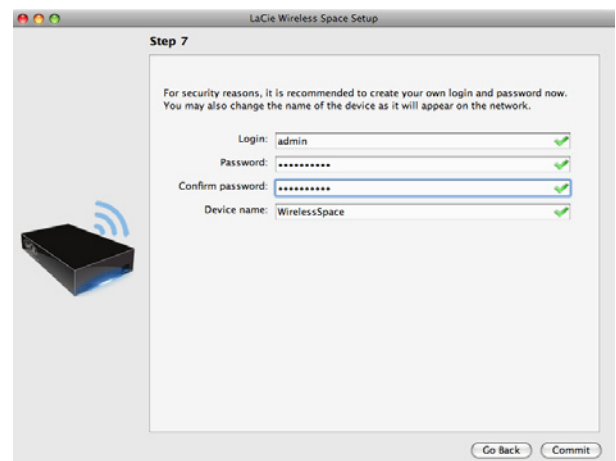 LaCie Wireless Space Setup
Step 7
For security reasons, it is recommended to create your own login and password now.
You may also change the name of the device as it will appear on the network.
Login: admin
Password: ••••••••••
Confirm password: ••••••••••
Device name: WirelessSpace
Go Back Commit